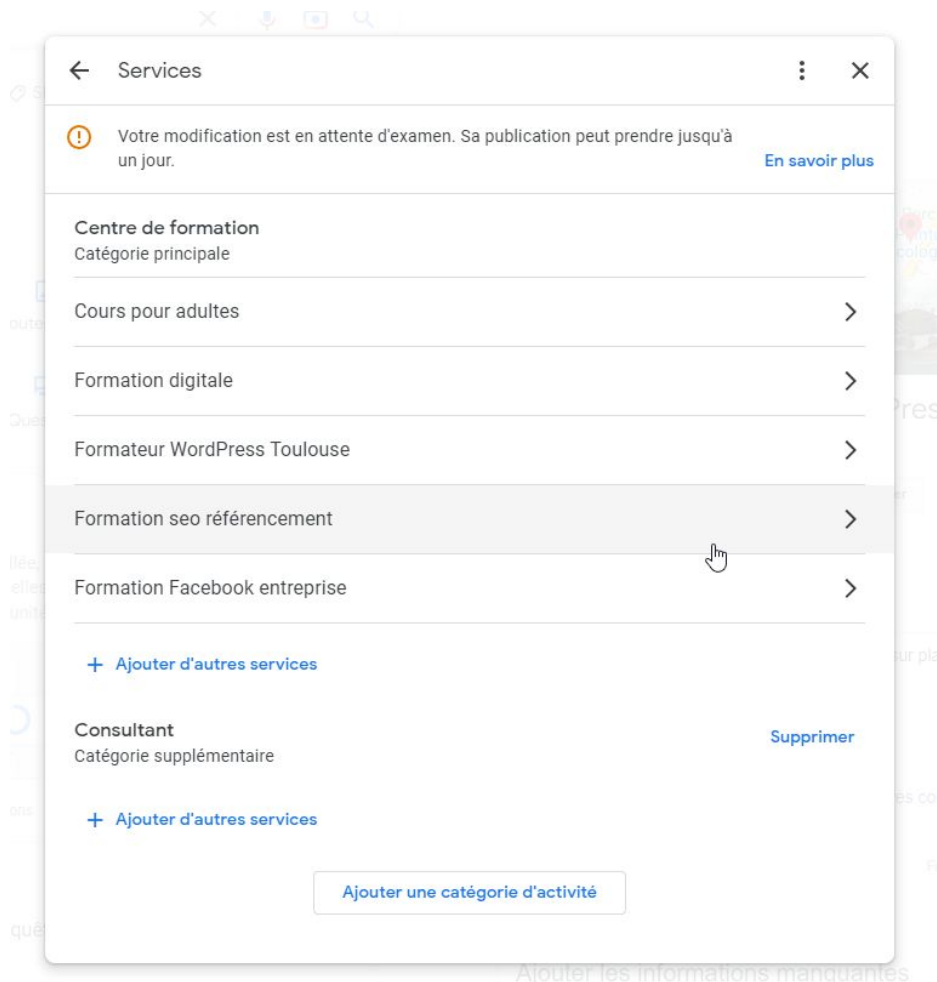 Services
Votre modification est en attente d'examen. Sa publication peut prendre jusqu'à
un jour.
En savoir plus
Centre de formation
Catégorie principale
Cours pour adultes
Formation digitale
Formateur WordPress Toulouse
Formation seo référencement
Formation Facebook entreprise
+ Ajouter d'autres services
Consultant
Supprimer
Catégorie supplémentaire
+ Ajouter d'autres services
Ajouter une catégorie d'activité
Ajouter les informations manquantes